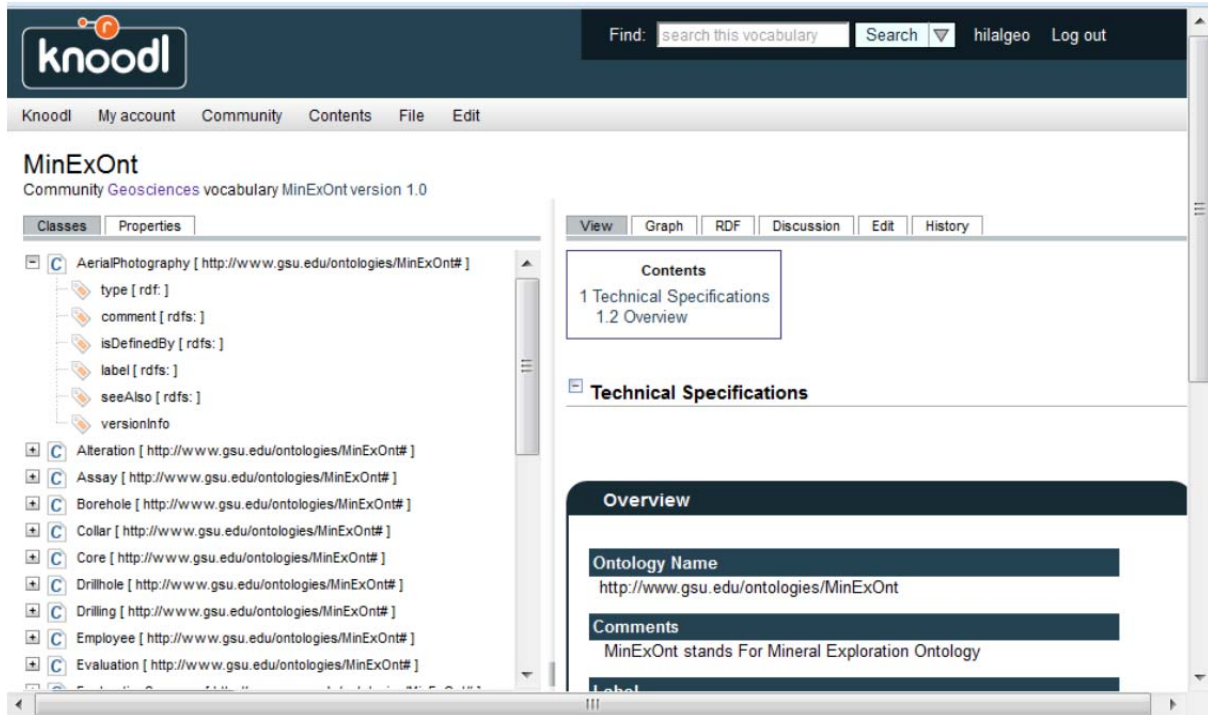 knoodl
Find: search this vocabulary Search hilalgeo Log out
Knoodl My account Community Contents File Edit
MinExOnt
Community Geosciences vocabulary MinExOnt version 1.0
Classes Properties
AerialPhotography [ http://www.gsu.edu/ontologies/MinExOnt# ]
type [ rdf: ]
comment [ rdfs: ]
isDefinedBy [ rdfs: ]
label [ rdfs: ]
seeAlso [ rdfs: ]
versionInfo
Alteration [ http://www.gsu.edu/ontologies/MinExOnt# ]
Assay [ http://www.gsu.edu/ontologies/MinExOnt# ]
Borehole [ http://www.gsu.edu/ontologies/MinExOnt# ]
Collar [ http://www.gsu.edu/ontologies/MinExOnt# ]
Core [ http://www.gsu.edu/ontologies/MinExOnt# ]
Drillhole [ http://www.gsu.edu/ontologies/MinExOnt# ]
Drilling [ http://www.gsu.edu/ontologies/MinExOnt# ]
Employee [ http://www.gsu.edu/ontologies/MinExOnt# ]
Evaluation [ http://www.gsu.edu/ontologies/MinExOnt# ]
View Graph RDF Discussion Edit History
Contents
1 Technical Specifications
1.2 Overview
Technical Specifications
Overview
Ontology Name
http://www.gsu.edu/ontologies/MinExOnt
Comments
MinExOnt stands For Mineral Exploration Ontology
Label